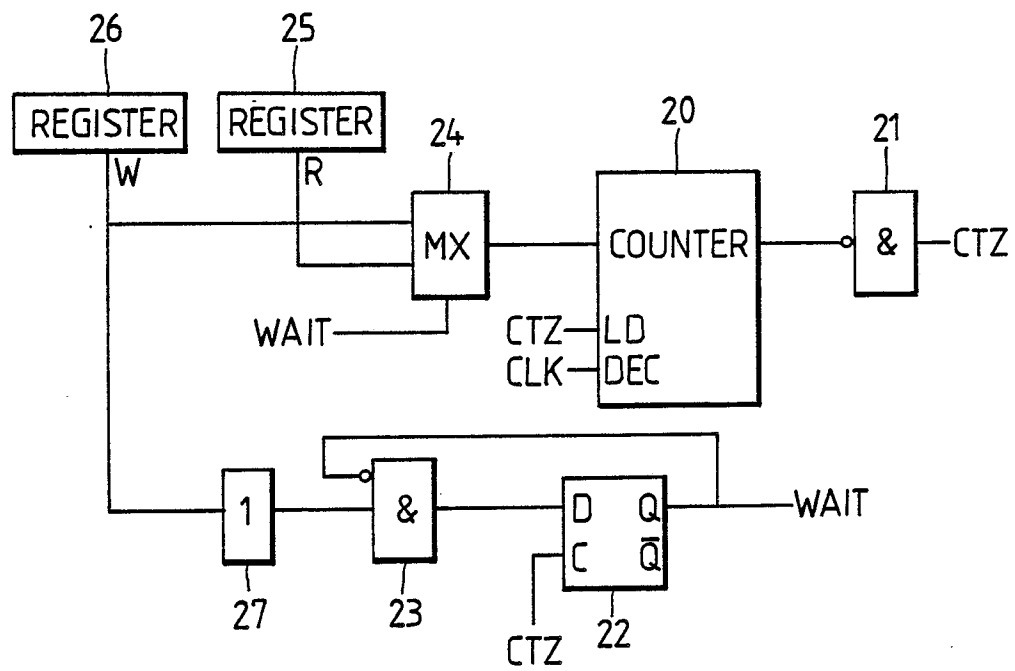 26
25
REGISTER
REGISTER
W
R
24
20
21
MX
COUNTER
&
CTZ
WAIT
CTZ
LD
CLK
DEC
1
&
D
Q
WAIT
C
Q̅
27
23
22
CTZ